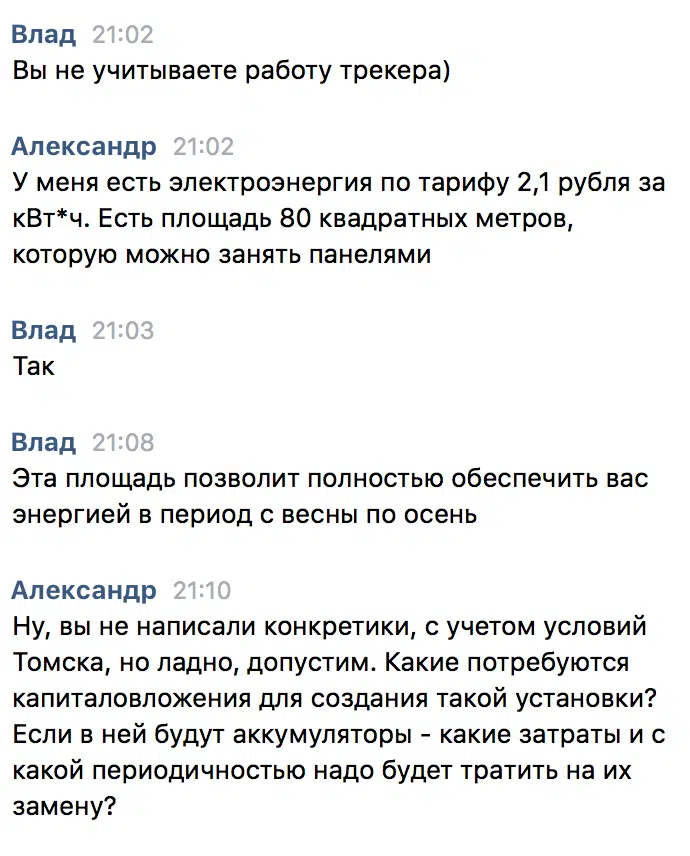 Влад 21:02
Вы не учитываете работу трекера)
Александр 21:02
У меня есть электроэнергия по тарифу 2,1 рубля за
кВт*ч. Есть площадь 80 квадратных метров,
которую можно занять панелями
Влад 21:03
Так
Влад 21:08
Эта площадь позволит полностью обеспечить вас
энергией в период с весны по осень
Александр 21:10
Ну, вы не написали конкретики, с учетом условий
Томска, но ладно, допустим. Какие потребуются
капиталовложения для создания такой установки?
Если в ней будут аккумуляторы - какие затраты и с
какой периодичностью надо будет тратить на их
замену?